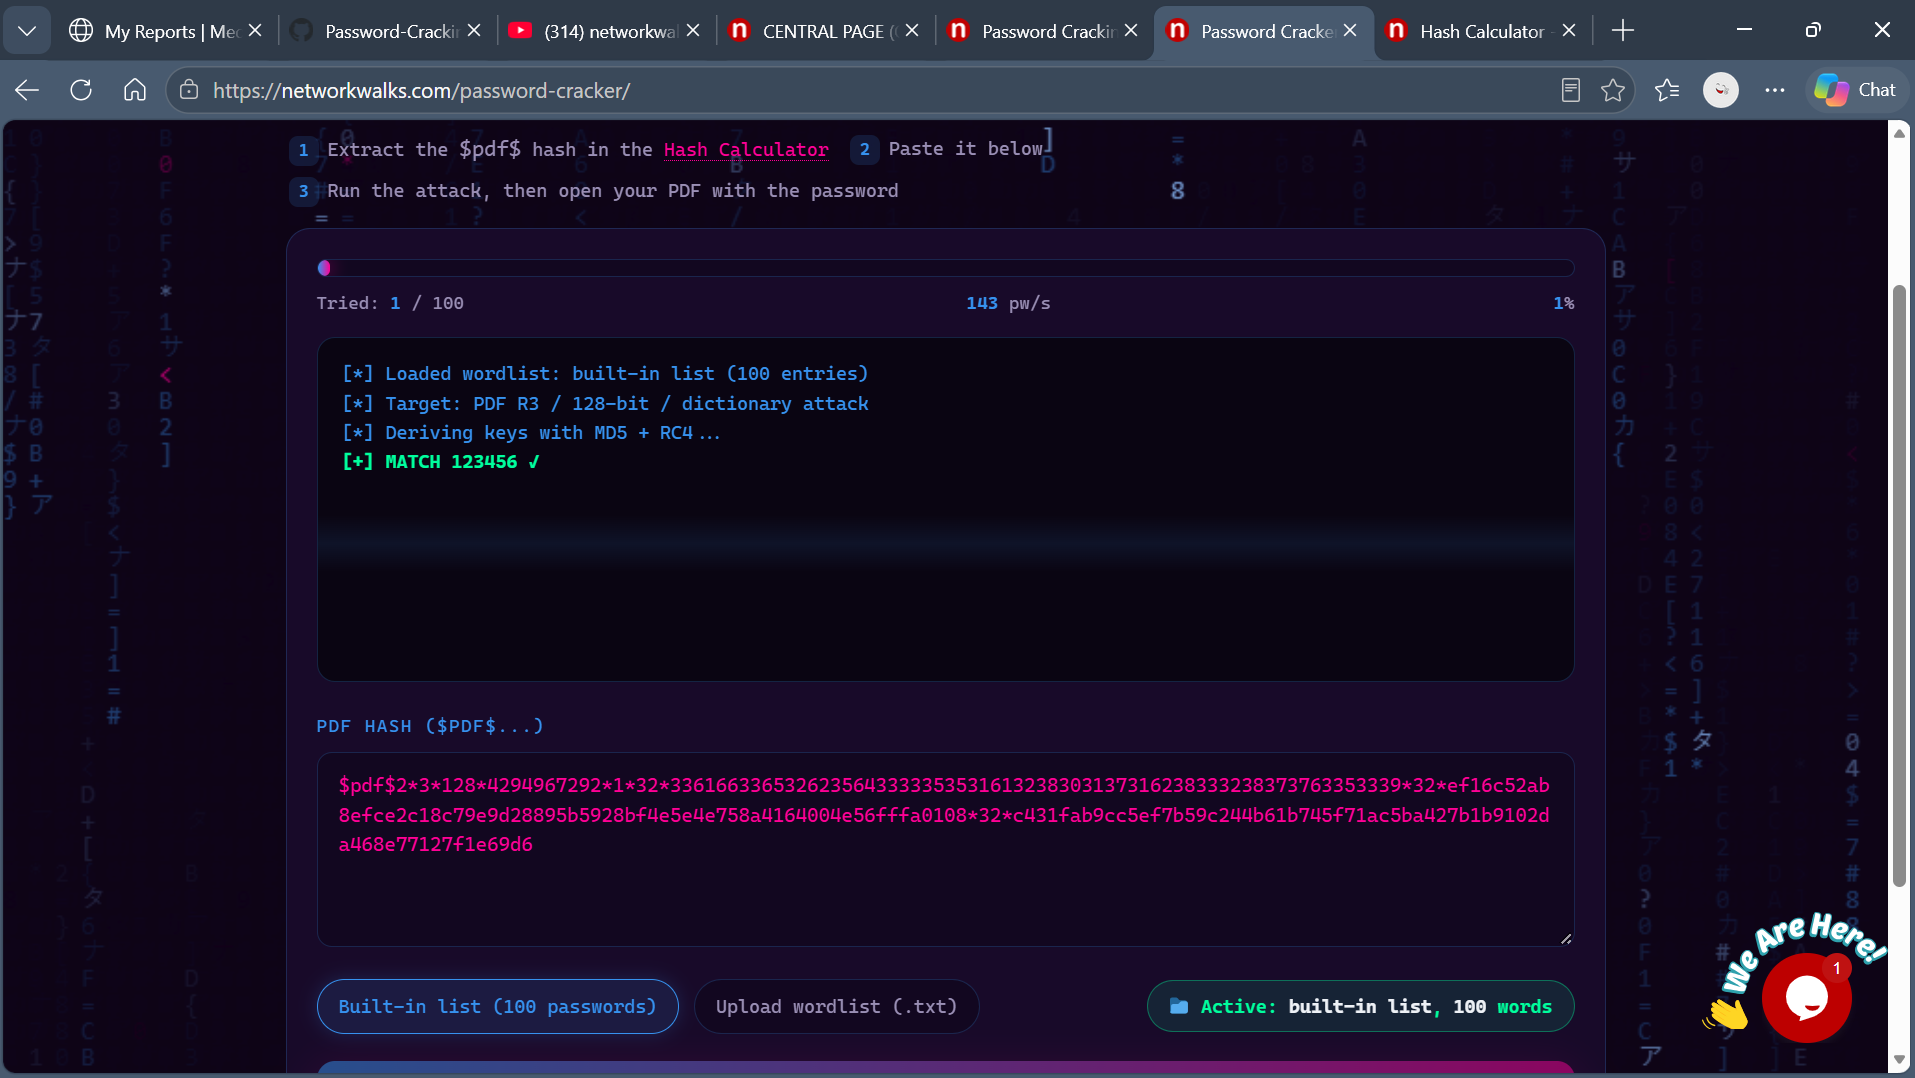 My Reports | Med
Password-Crackin
(314) networkwal
CENTRAL PAGE (
Password Crackin
Password Cracke
Hash Calculator -
https://networkwalks.com/password-cracker/
Chat
1 Extract the $pdf$ hash in the Hash Calculator 2 Paste it below
3 Run the attack, then open your PDF with the password
Tried: 1 / 100
143 pw/s
1%
[*] Loaded wordlist: built-in list (100 entries)
[*] Target: PDF R3 / 128-bit / dictionary attack
[*] Deriving keys with MD5 + RC4...
[+] MATCH 123456 ✓
PDF HASH ($PDF$...)
$pdf$2*3*128*4294967292*1*32*33616633653262356433333535316132383031373162383332383737633533​39*32*ef16c52ab
8efce2c18c79e9d28895b5928bf4e5e4e758a4164004e56fffa0108*32*c431fab9cc5ef7b59c244b61b745f71ac5ba427b1b9102d
a468e77127f1e69d6
Built-in list (100 passwords)
Upload wordlist (.txt)
Active: built-in list, 100 words
We Are Here!
1